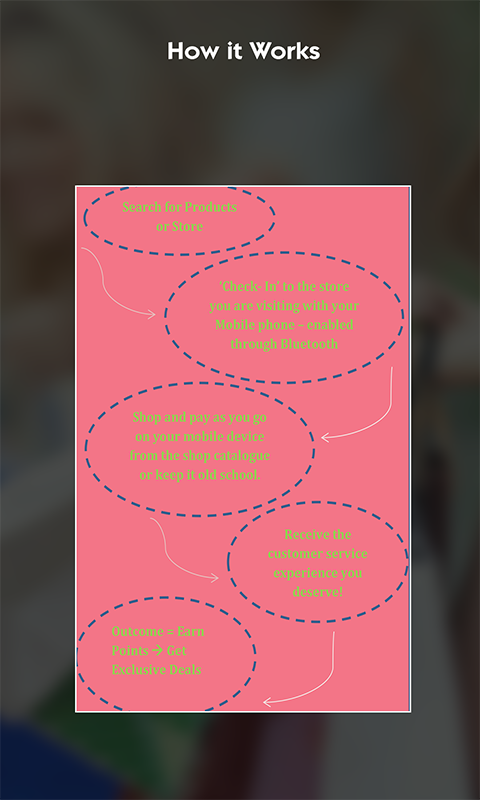 How it Works
Search for Products
or Store
'Check- In' to the store
you are visiting with your
Mobile phone – enabled
through Bluetooth
Shop and pay as you go
on your mobile device
from the shop catalogue
or keep it old school.
Receive the
customer service
experience you
deserve!
Outcome = Earn
Points → Get
Exclusive Deals